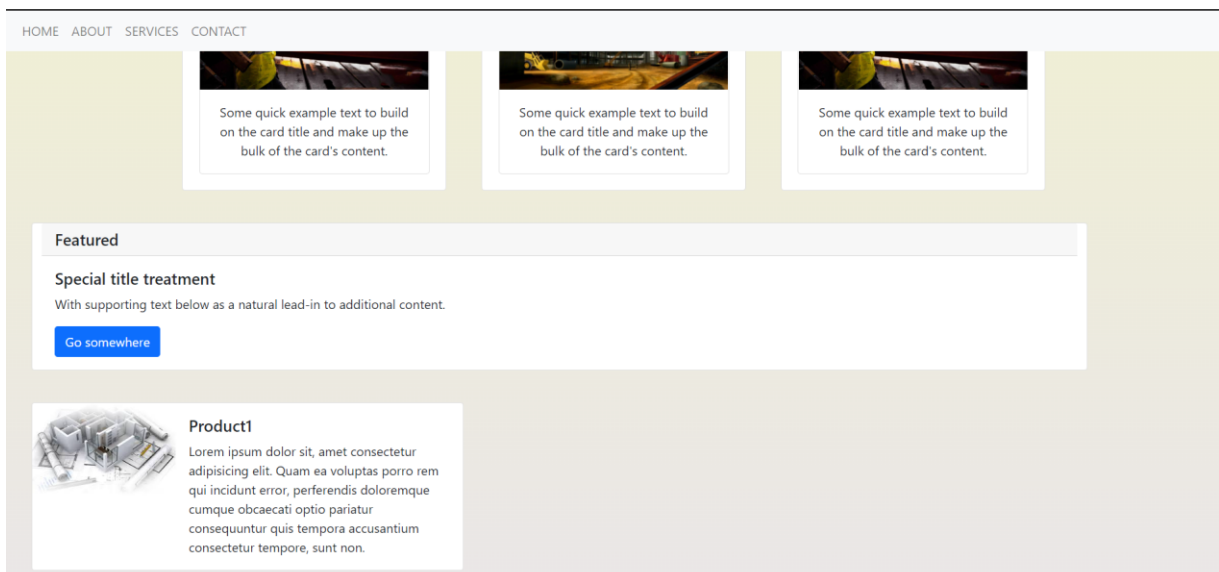 HOME ABOUT SERVICES CONTACT
Some quick example text to build
on the card title and make up the
bulk of the card's content.
Some quick example text to build
on the card title and make up the
bulk of the card's content.
Some quick example text to build
on the card title and make up the
bulk of the card's content.
Featured
Special title treatment
With supporting text below as a natural lead-in to additional content.
Go somewhere
Product1
Lorem ipsum dolor sit, amet consectetur
adipisicing elit. Quam ea voluptas porro rem
qui incidunt error, perferendis doloremque
cumque obcaecati optio pariatur
consequuntur quis tempora accusantium
consectetur tempore, sunt non.